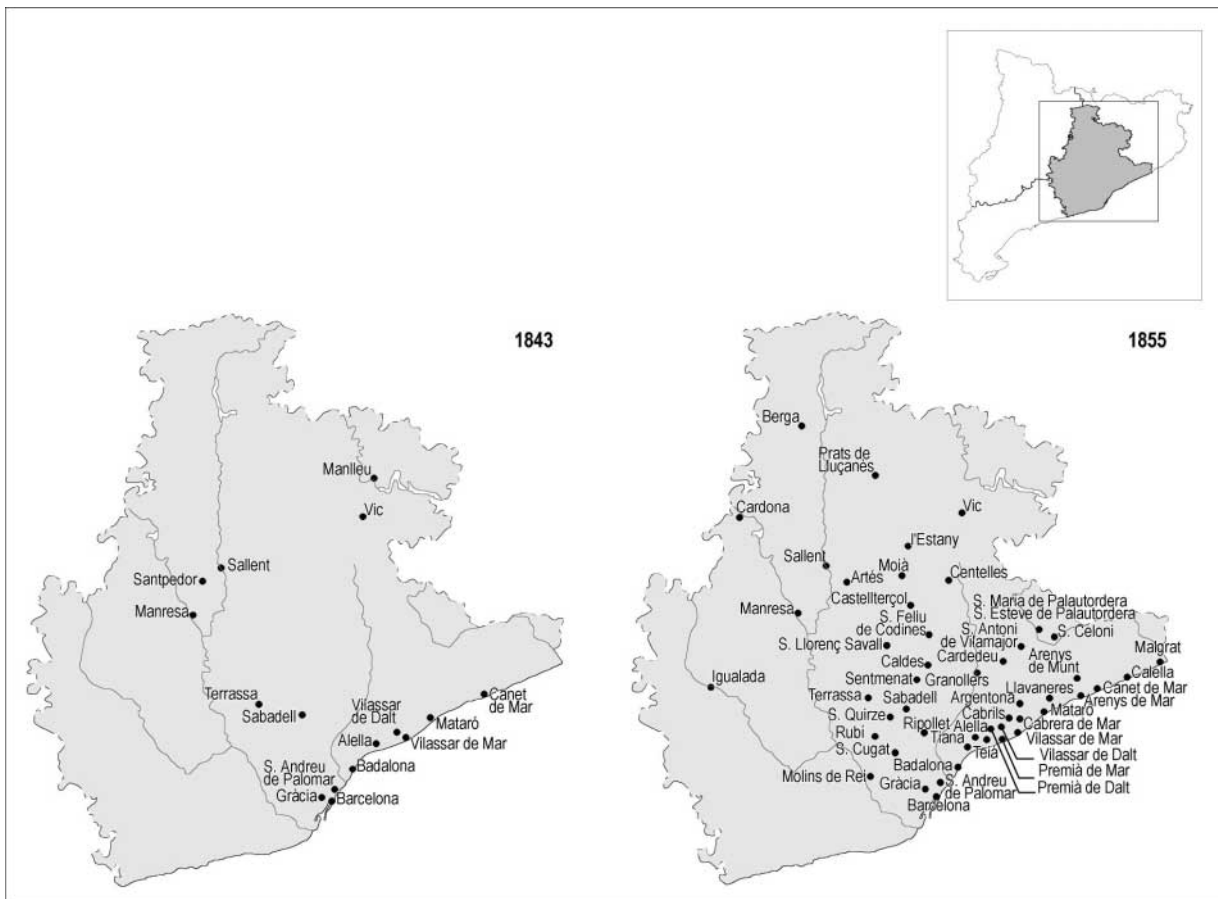 1843
Manlleu
Vic
Sallent
Santpedor
Manresa
Terrassa
Sabadell
Vilassar
de Dalt
Canet
de Mar
Mataró
Alella
Vilassar de Mar
S. Andreu
de Palomar
Badalona
Gràcia
Barcelona
1855
Berga
Prats de
Lluçanès
Cardona
Vic
l'Estany
Sallent
Moià
Artés
Centelles
Castellterçol
Manresa
S. Maria de Palautordera
S. Esteve de Palautordera
S. Feliu
de Codines
S. Antoni
de Vilamajor
S. Celoni
S. Llorenç Savall
Caldes
Cardedeu
Arenys
de Munt
Malgrat
Calella
Igualada
Sentmenat
Granollers
Llavaneres
Canet de Mar
Arenys de Mar
Terrassa
Sabadell
Argentona
Mataró
S. Quirze
Ripollet
Alella
Cabrils
Cabrera de Mar
Rubí
Tiana
Vilassar de Mar
S. Cugat
Teià
Vilassar de Dalt
Badalona
Premià de Mar
Molins de Rei
Premià de Dalt
Gràcia
S. Andreu
de Palomar
Barcelona